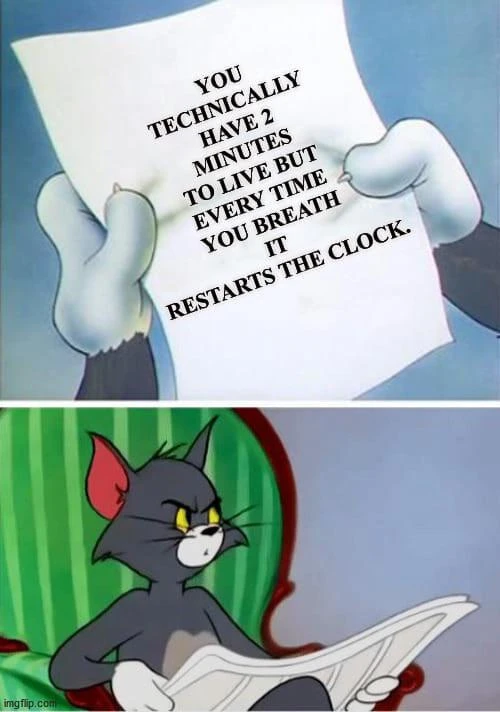 YOU
TECHNICALLY
HAVE 2
MINUTES
TO LIVE BUT
EVERY TIME
YOU BREATH
IT
RESTARTS THE CLOCK.
imgflip.com